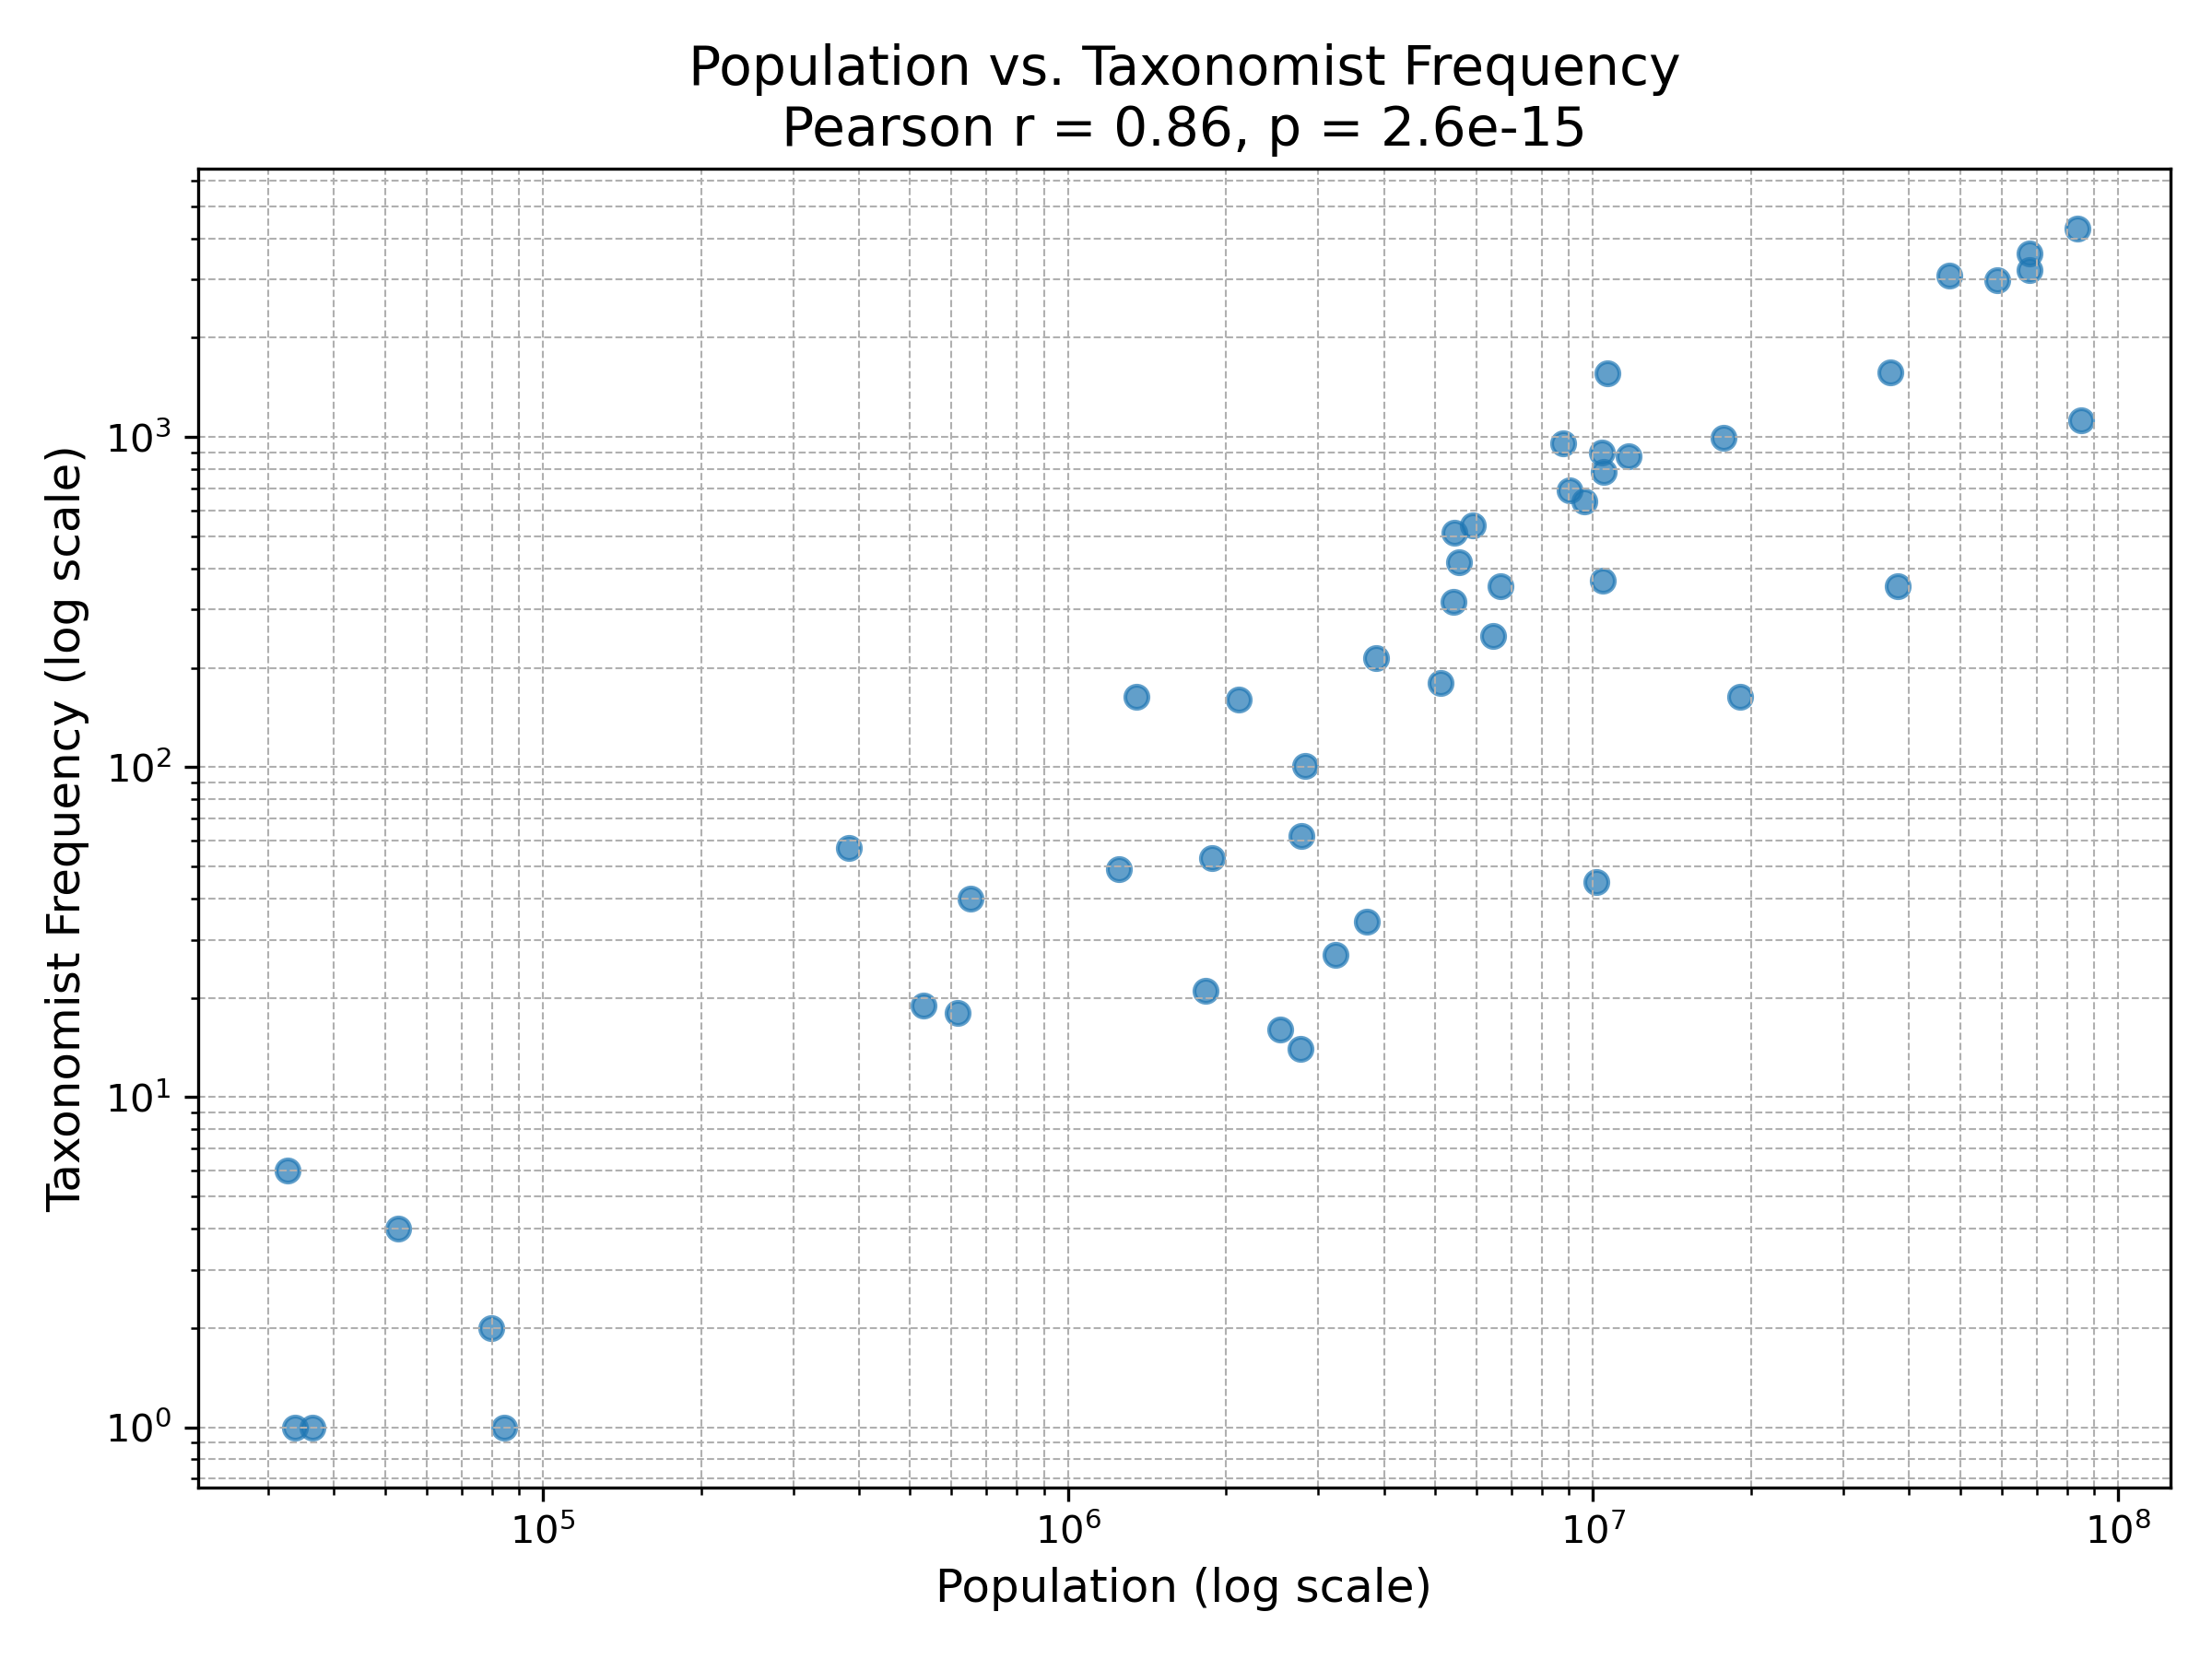 Population vs. Taxonomist Frequency
Pearson r = 0.86, p = 2.6e-15
Taxonomist Frequency (log scale)
10³
10²
10¹
10⁰
10⁵ 10⁶ 10⁷ 10⁸
Population (log scale)